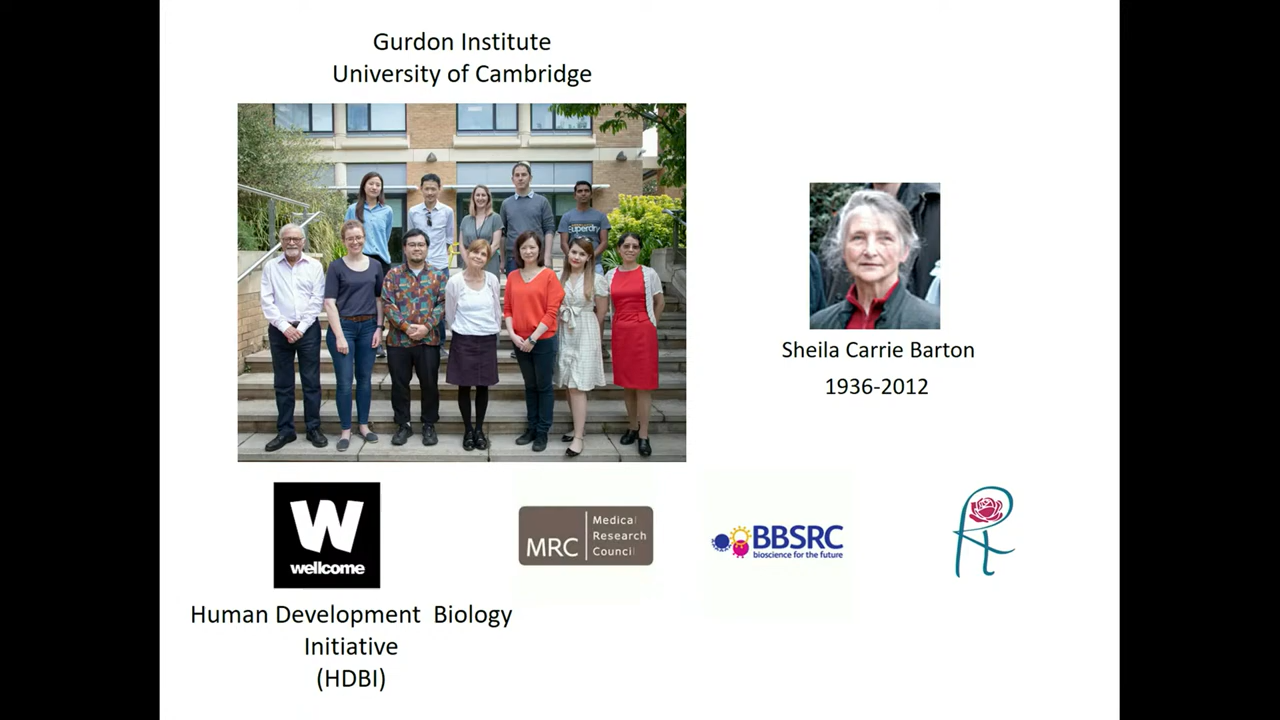 Gurdon Institute
University of Cambridge
Superdry
Sheila Carrie Barton
1936-2012
W
wellcome
MRC
Medical
Research
Council
BBSRC
bioscience for the future
Human Development Biology
Initiative
(HDBI)